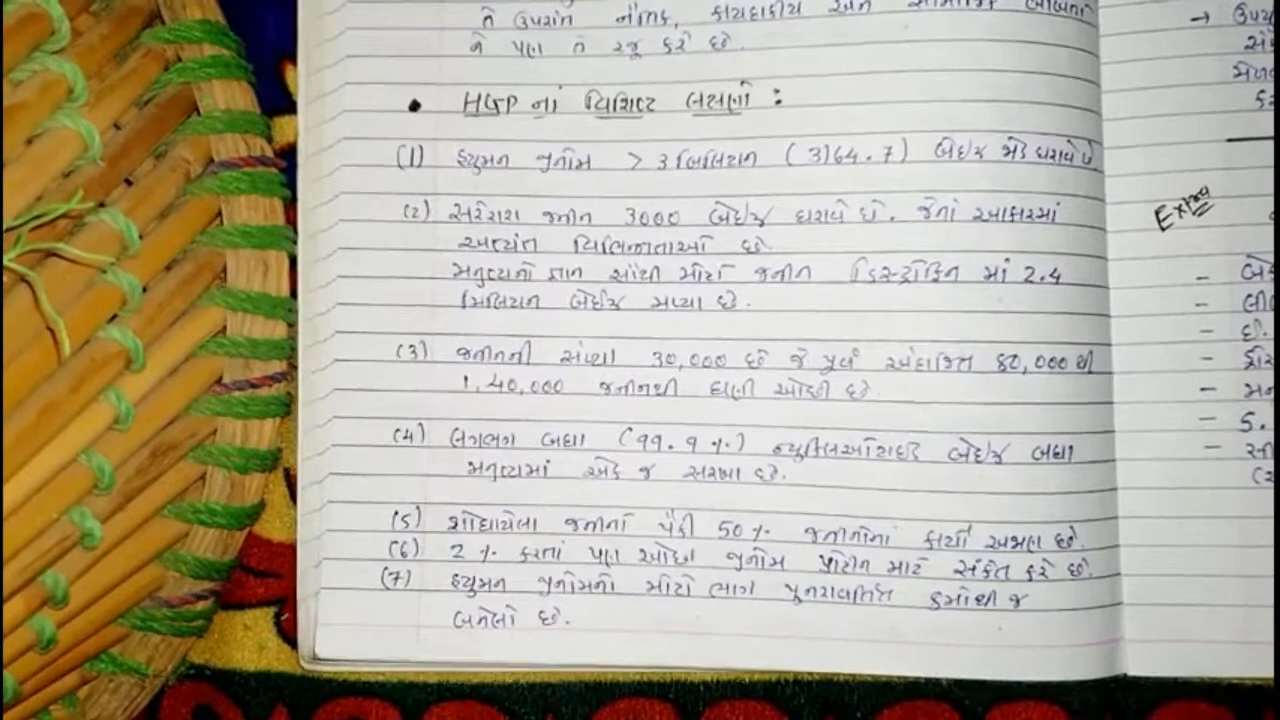 તે ઉપરાંત નૈતિક, કાયદાકીય અને સામાજિક બાબતો
ને પણ તે રજૂ કરે છે.
• HGP નાં વિશિષ્ટ લક્ષણો :
(1) હ્યુમન જીનોમ > 3 બિલિયન (3164.7) બેઇઝ જોડ ધરાવે છે
(2) સરેરાશ જનીન 3000 બેઇઝ ધરાવે છે. જેનાં આકારમાં
અત્યંત વિભિન્નતાઓ છે.
મનુષ્યનો જ્ઞાત સૌથી મોટો જનીન ડિસ્ટ્રોફિન માં 2.4
મિલિયન બેઈઝ મળ્યા છે.
(3) જનીનની સંખ્યા 30,000 છે જે પૂર્વ અંદાજિત 80,000 થી
1,40,000 જનીનથી ઘણી ઓછી છે.
(4) લગભગ બધા (99.9 %) ન્યુક્લિઓટાઇડ બેઇઝ બધા
મનુષ્યમાં એક જ સરખા છે.
(5) શોધાયેલા જનીનો પૈકી 50 % જનીનોનાં કાર્યો અજાણ છે.
(6) 2 % કરતાં પણ ઓછા જીનોમ પ્રોટીન માટે સંકેત કરે છે.
(7) હ્યુમન જીનોમનો મોટો ભાગ પુનરાવર્તિત ક્રમોથી જ
બનેલો છે.
→
Extra
-
-
- છે.
-
-
- S.
-